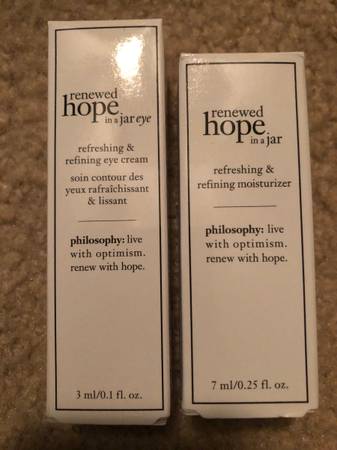 renewed
hope
in a jar eye
refreshing &
refining eye cream
soin contour des
yeux rafraîchissant
& lissant
philosophy: live
with optimism.
renew with hope.
3 ml/0.1 fl. oz.
renewed
hope
in a jar
refreshing &
refining moisturizer
philosophy: live
with optimism.
renew with hope.
7 ml/0.25 fl. oz.